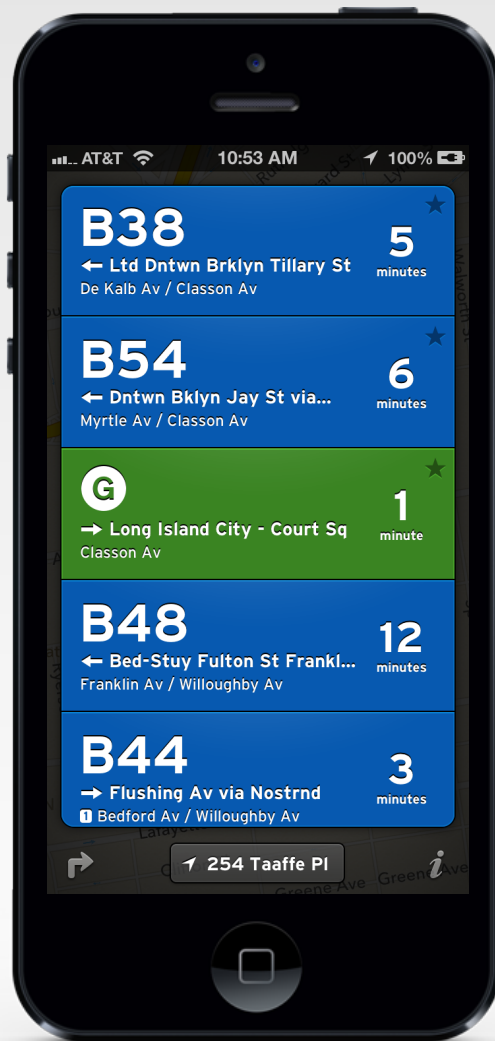 AT&T 10:53 AM 100%
B38
5
← Ltd Dntwn Brklyn Tillary St
minutes
De Kalb Av / Classon Av
B54
6
← Dntwn Bklyn Jay St via...
minutes
Myrtle Av / Classon Av
G
1
→ Long Island City - Court Sq
minute
Classon Av
B48
12
← Bed-Stuy Fulton St Frankl...
minutes
Franklin Av / Willoughby Av
B44
3
→ Flushing Av via Nostrnd
minutes
1 Bedford Av / Willoughby Av
254 Taaffe Pl
Greene Ave
Walworth